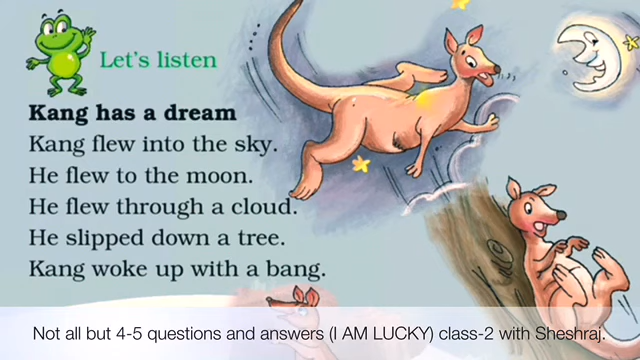 Let's listen
Kang has a dream
Kang flew into the sky.
He flew to the moon.
He flew through a cloud.
He slipped down a tree.
Kang woke up with a bang.
Not all but 4-5 questions and answers (I AM LUCKY) class-2 with Sheshraj.